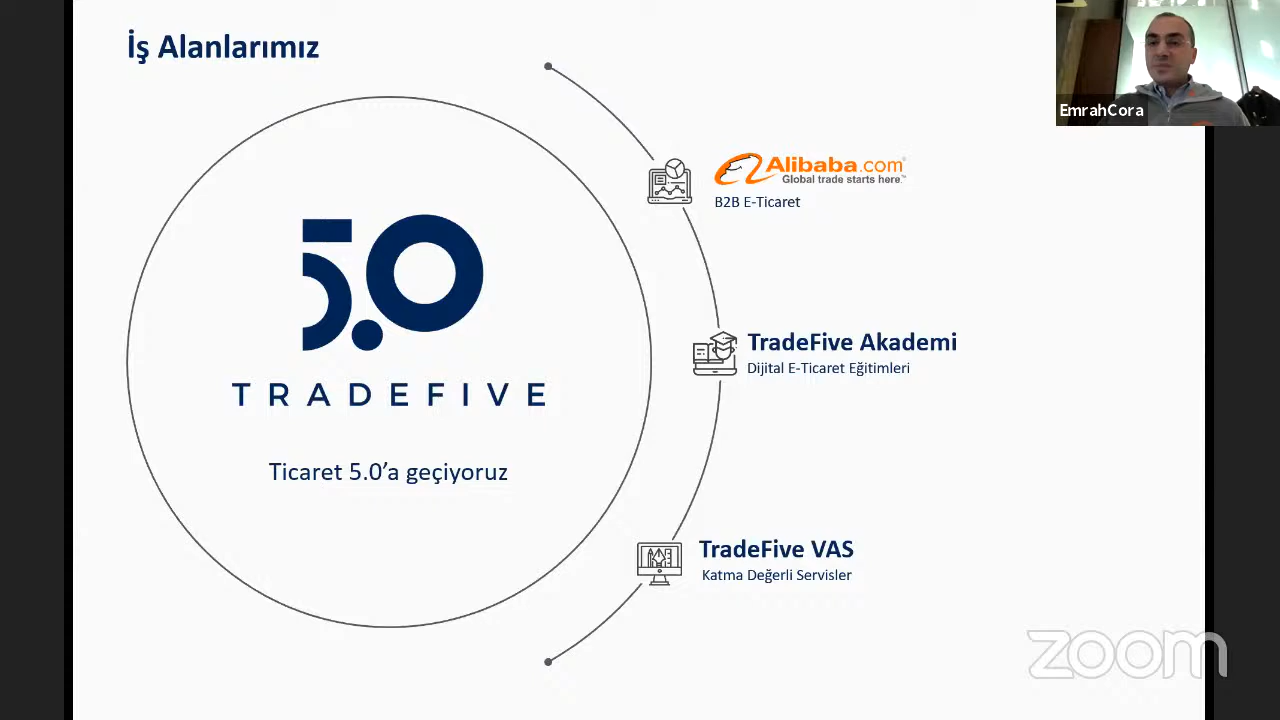 İş Alanlarımız
EmrahCora
Alibaba.com
Global trade starts here.™
B2B E-Ticaret
5.0
TRADEFIVE
Ticaret 5.0’a geçiyoruz
TradeFive Akademi
Dijital E-Ticaret Eğitimleri
TradeFive VAS
Katma Değerli Servisler
zoom